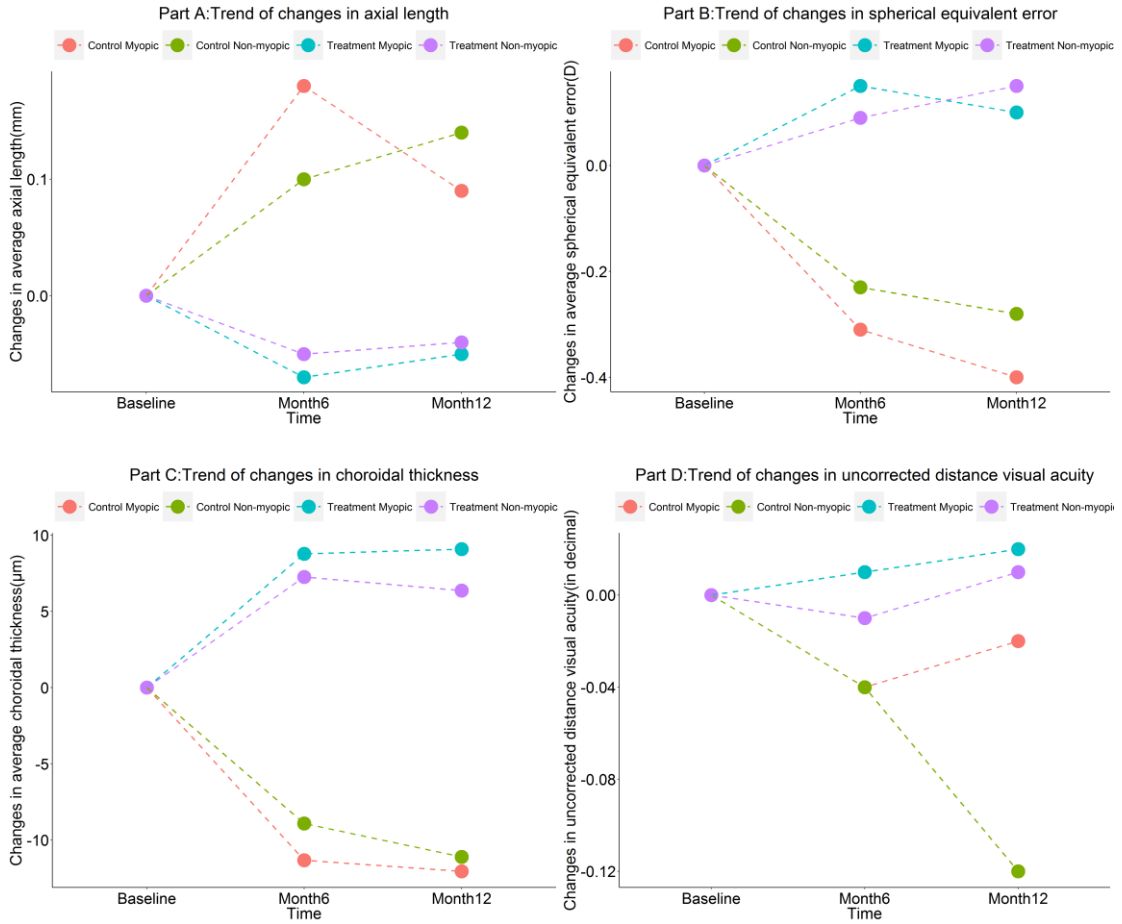 Part A:Trend of changes in axial length
Control Myopic Control Non-myopic Treatment Myopic Treatment Non-myopic
Changes in average axial length(mm)
0.1
0.0
Baseline Month6 Month12
Time
Part B:Trend of changes in spherical equivalent error
Control Myopic Control Non-myopic Treatment Myopic Treatment Non-myopic
Changes in average spherical equivalent error(D)
0.0
-0.2
-0.4
Baseline Month6 Month12
Time
Part C:Trend of changes in choroidal thickness
Control Myopic Control Non-myopic Treatment Myopic Treatment Non-myopic
Changes in average choroidal thickness(μm)
10
5
0
-5
-10
Baseline Month6 Month12
Time
Part D:Trend of changes in uncorrected distance visual acuity
Control Myopic Control Non-myopic Treatment Myopic Treatment Non-myopic
Changes in uncorrected distance visual acuity(in decimal)
0.00
-0.04
-0.08
-0.12
Baseline Month6 Month12
Time